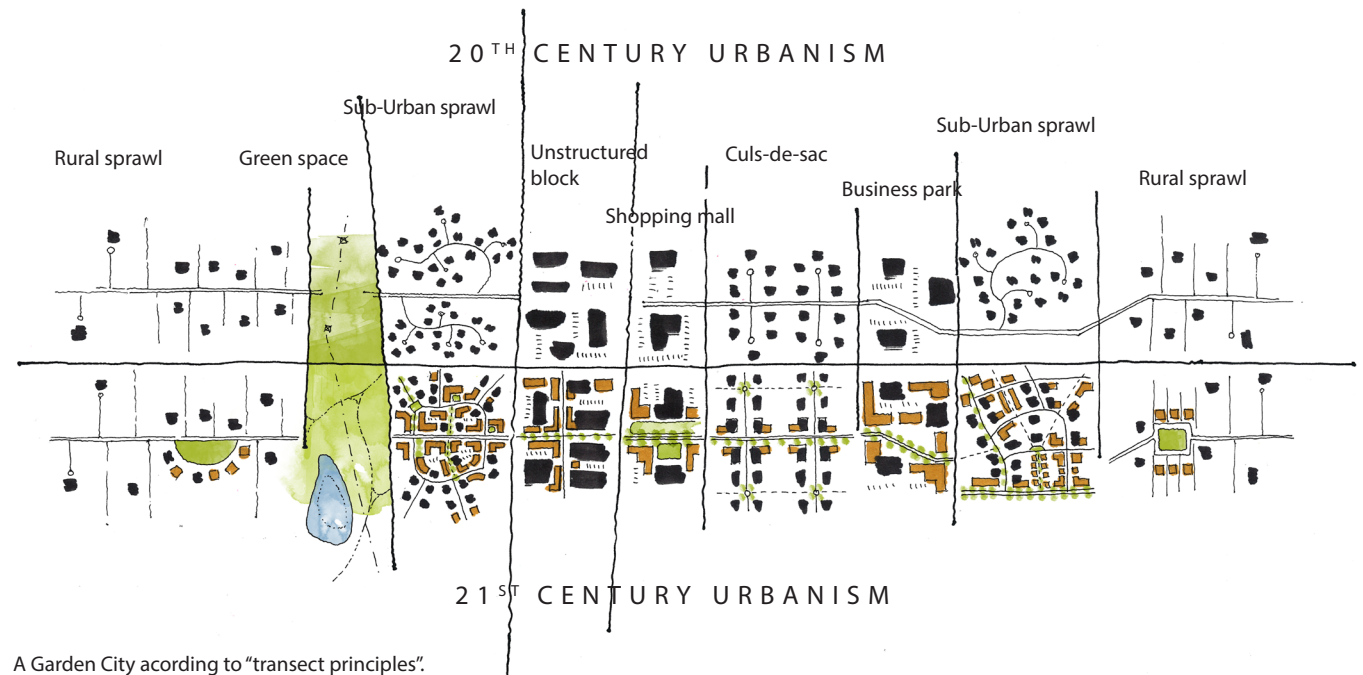 20TH CENTURY URBANISM
Sub-Urban sprawl
Sub-Urban sprawl
Rural sprawl
Green space
Unstructured
block
Culs-de-sac
Business park
Rural sprawl
Shopping mall
21ST CENTURY URBANISM
A Garden City acording to “transect principles”.